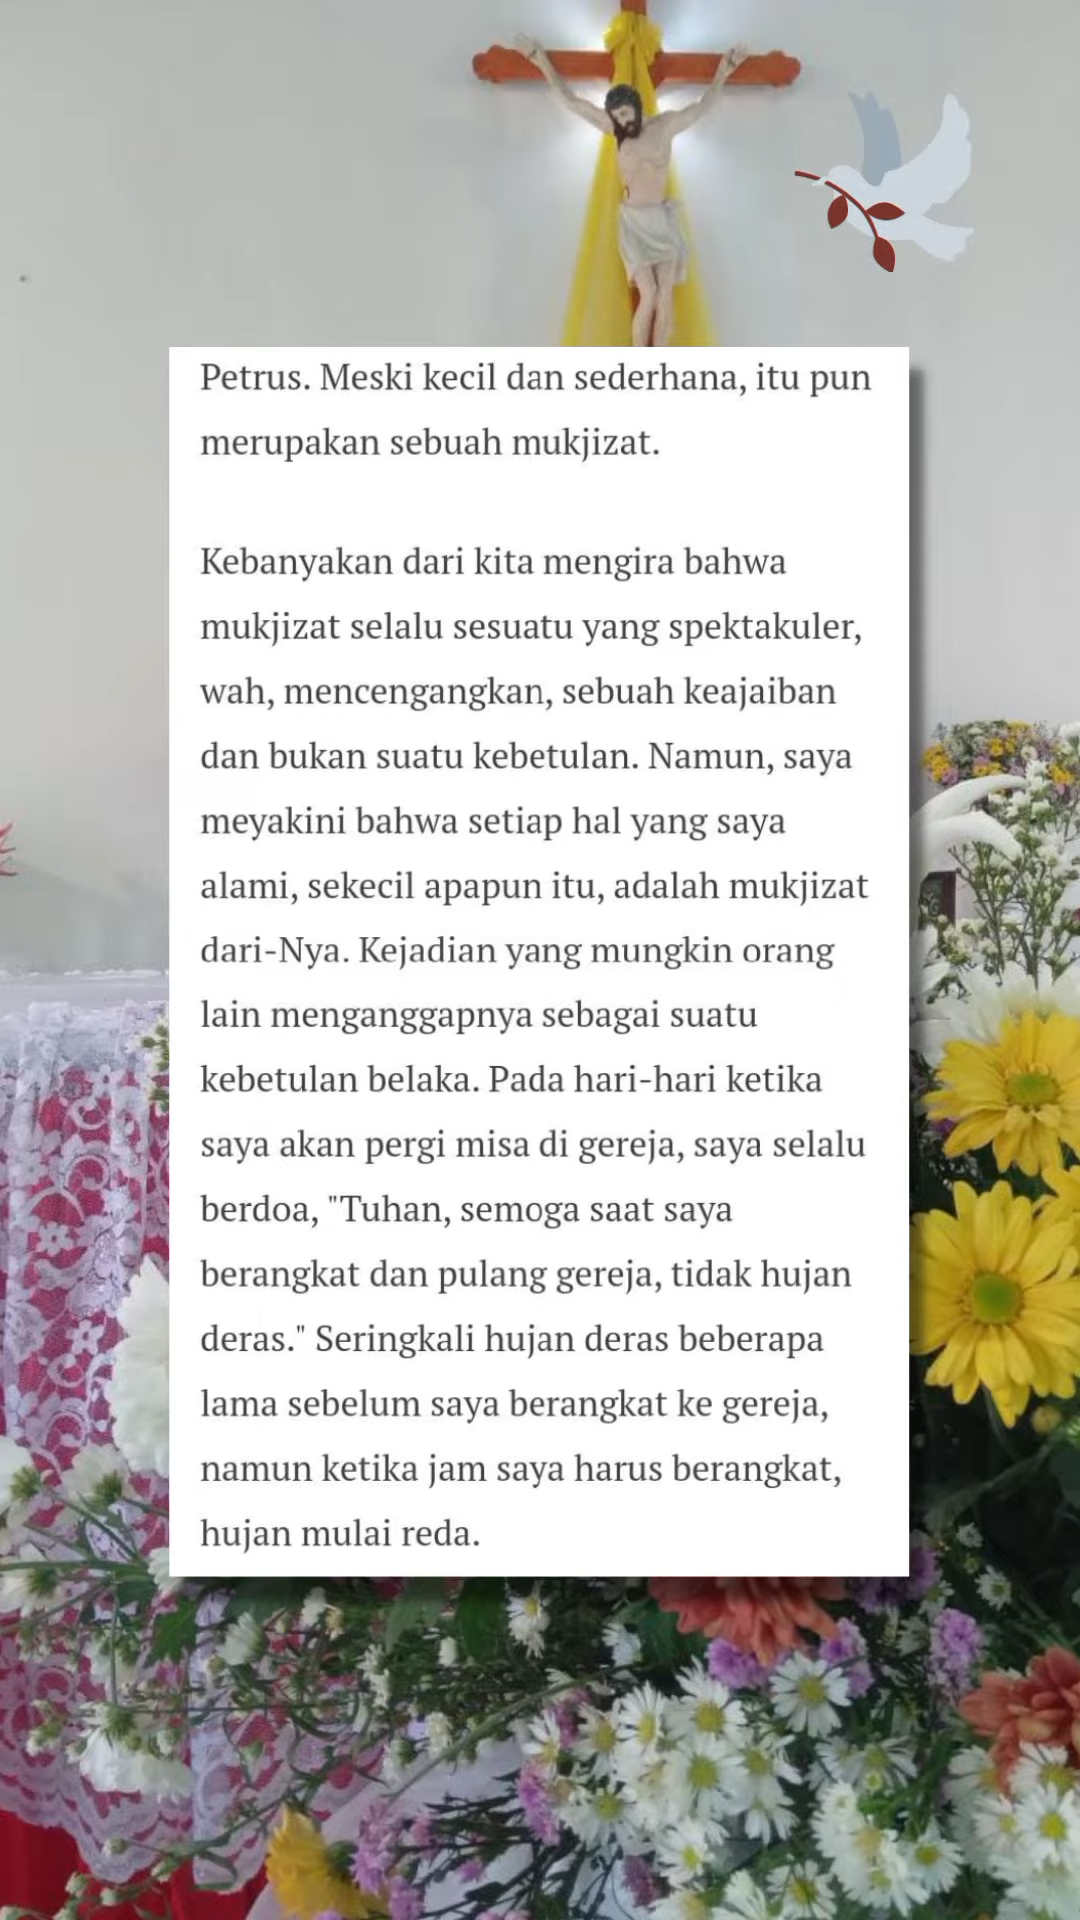 Petrus. Meski kecil dan sederhana, itu pun
merupakan sebuah mukjizat.
Kebanyakan dari kita mengira bahwa
mukjizat selalu sesuatu yang spektakuler,
wah, mencengangkan, sebuah keajaiban
dan bukan suatu kebetulan. Namun, saya
meyakini bahwa setiap hal yang saya
alami, sekecil apapun itu, adalah mukjizat
dari-Nya. Kejadian yang mungkin orang
lain menganggapnya sebagai suatu
kebetulan belaka. Pada hari-hari ketika
saya akan pergi misa di gereja, saya selalu
berdoa, "Tuhan, semoga saat saya
berangkat dan pulang gereja, tidak hujan
deras." Seringkali hujan deras beberapa
lama sebelum saya berangkat ke gereja,
namun ketika jam saya harus berangkat,
hujan mulai reda.